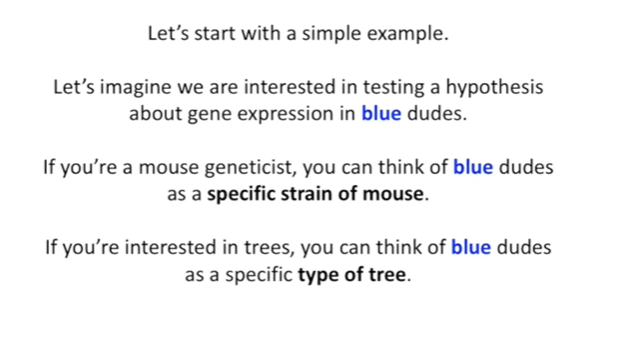 Let’s start with a simple example.
Let’s imagine we are interested in testing a hypothesis
about gene expression in blue dudes.
If you’re a mouse geneticist, you can think of blue dudes
as a specific strain of mouse.
If you’re interested in trees, you can think of blue dudes
as a specific type of tree.